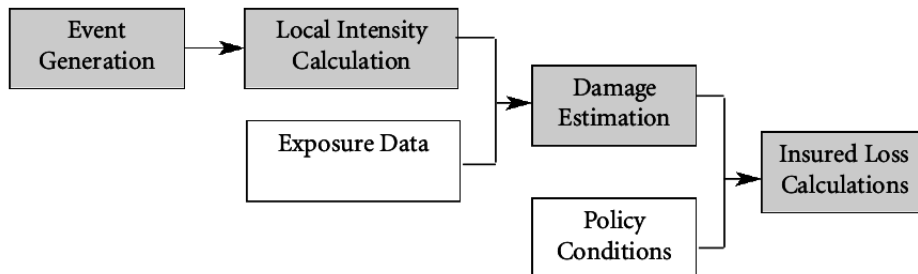 Event
Generation
Local Intensity
Calculation
Exposure Data
Damage
Estimation
Policy
Conditions
Insured Loss
Calculations